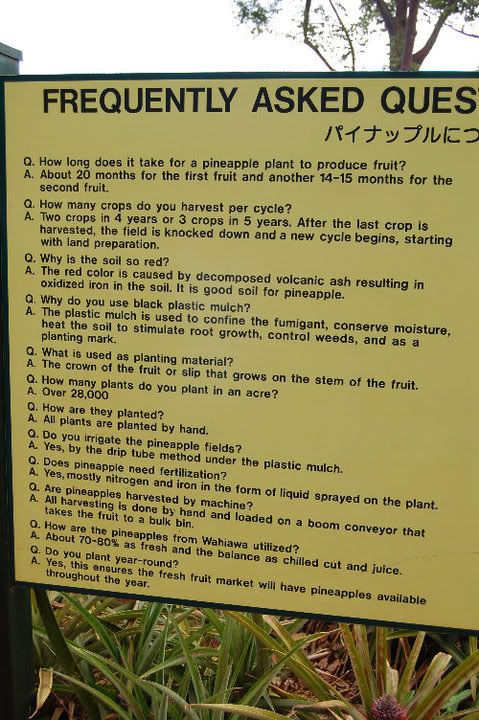 FREQUENTLY ASKED QUES
パイナップルにつ
Q. How long does it take for a pineapple plant to produce fruit?
A. About 20 months for the first fruit and another 14-15 months for the
second fruit.
Q. How many crops do you harvest per cycle?
A. Two crops in 4 years or 3 crops in 5 years. After the last crop is
harvested, the field is knocked down and a new cycle begins, starting
with land preparation.
Q. Why is the soil so red?
A. The red color is caused by decomposed volcanic ash resulting in
oxidized iron in the soil. It is good soil for pineapple.
Q. Why do you use black plastic mulch?
A. The plastic mulch is used to confine the fumigant, conserve moisture,
heat the soil to stimulate root growth, control weeds, and as a
planting mark.
Q. What is used as planting material?
A. The crown of the fruit or slip that grows on the stem of the fruit.
Q. How many plants do you plant in an acre?
A. Over 28,000
Q. How are they planted?
A. All plants are planted by hand.
Q. Do you irrigate the pineapple fields?
A. Yes, by the drip tube method under the plastic mulch.
Q. Does pineapple need fertilization?
A. Yes, mostly nitrogen and iron in the form of liquid sprayed on the plant.
Q. Are pineapples harvested by machine?
A. All harvesting is done by hand and loaded on a boom conveyor that
takes the fruit to a bulk bin.
Q. How are the pineapples from Wahiawa utilized?
A. About 70-80% as fresh and the balance as chilled cut and juice.
Q. Do you plant year-round?
A. Yes, this ensures the fresh fruit market will have pineapples available
throughout the year.